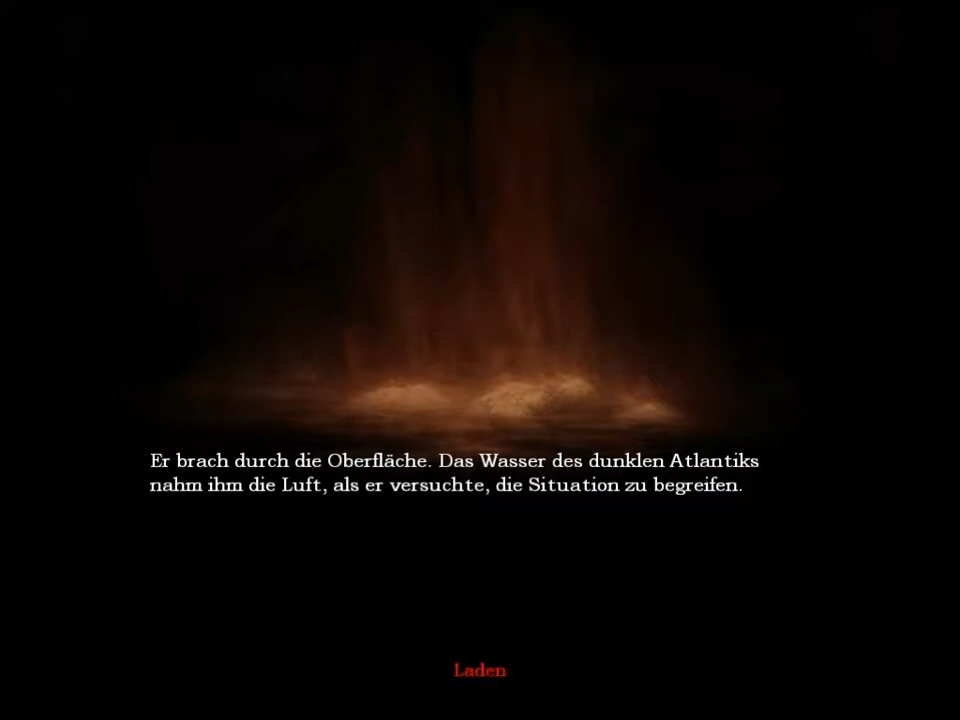 Er brach durch die Oberfläche. Das Wasser des dunklen Atlantiks
nahm ihm die Luft, als er versuchte, die Situation zu begreifen.
Laden